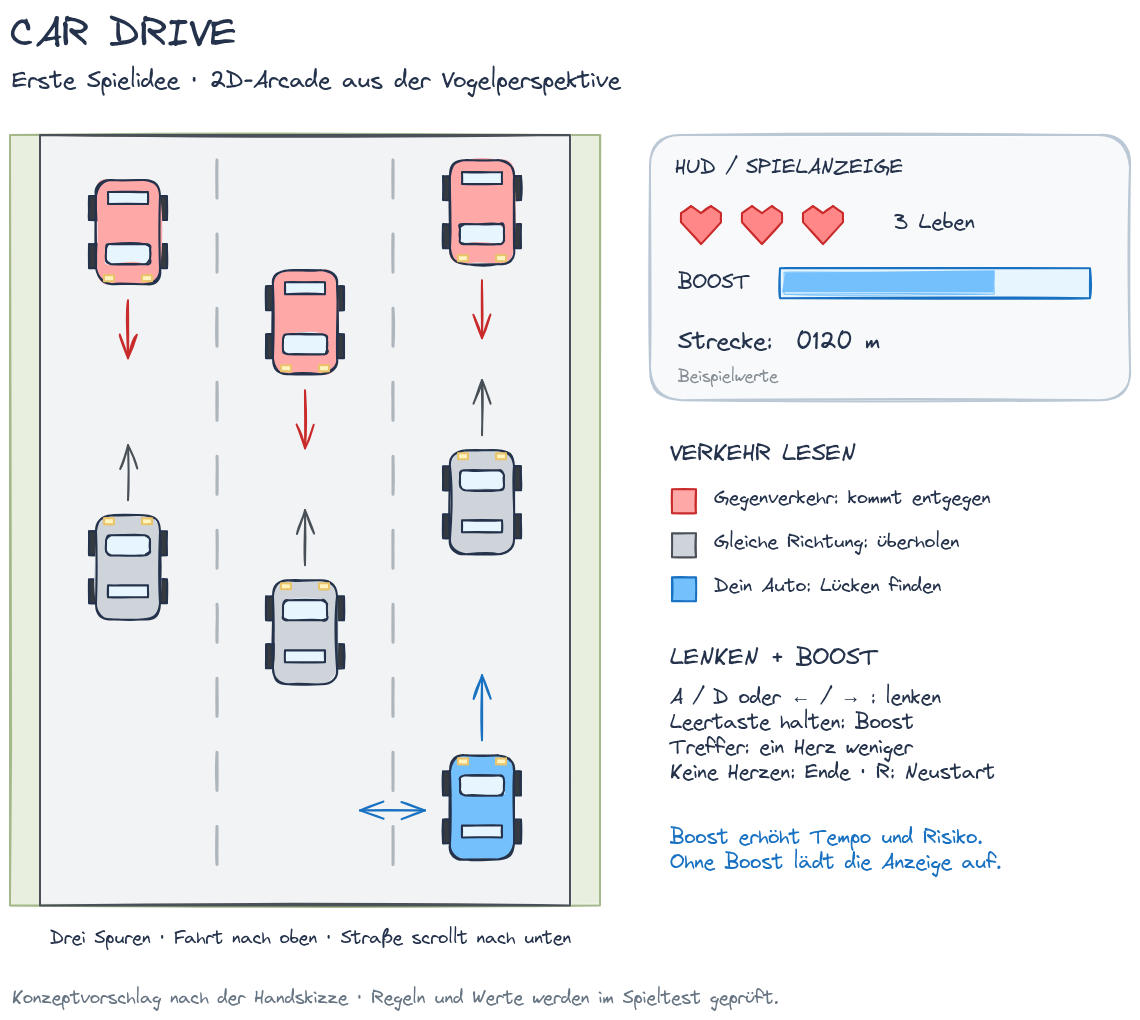 CAR DRIVE
Erste Spielidee · 2D-Arcade aus der Vogelperspektive
HUD / SPIELANZEIGE
3 Leben
BOOST
Strecke: 0120 m
Beispielwerte
VERKEHR LESEN
Gegenverkehr: kommt entgegen
Gleiche Richtung: überholen
Dein Auto: Lücken finden
LENKEN + BOOST
A / D oder ← / → : lenken
Leertaste halten: Boost
Treffer: ein Herz weniger
Keine Herzen: Ende · R: Neustart
Boost erhöht Tempo und Risiko.
Ohne Boost lädt die Anzeige auf.
Drei Spuren · Fahrt nach oben · Straße scrollt nach unten
Konzeptvorschlag nach der Handskizze · Regeln und Werte werden im Spieltest geprüft.